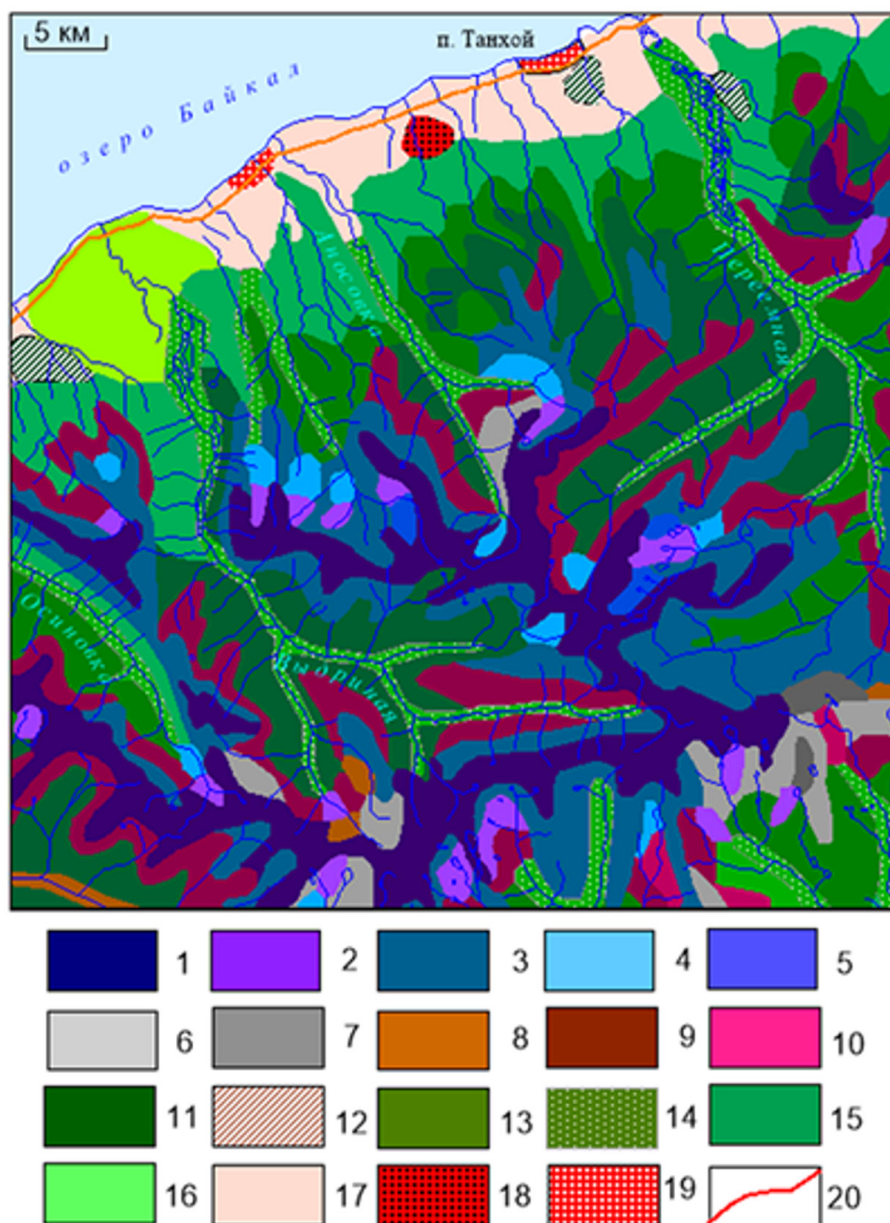 5 км
п. Танхой
озеро Байкал
Аносовка
Переемная
Осиновка
Выдриная
1 2 3 4 5
6 7 8 9 10
11 12 13 14 15
16 17 18 19 20